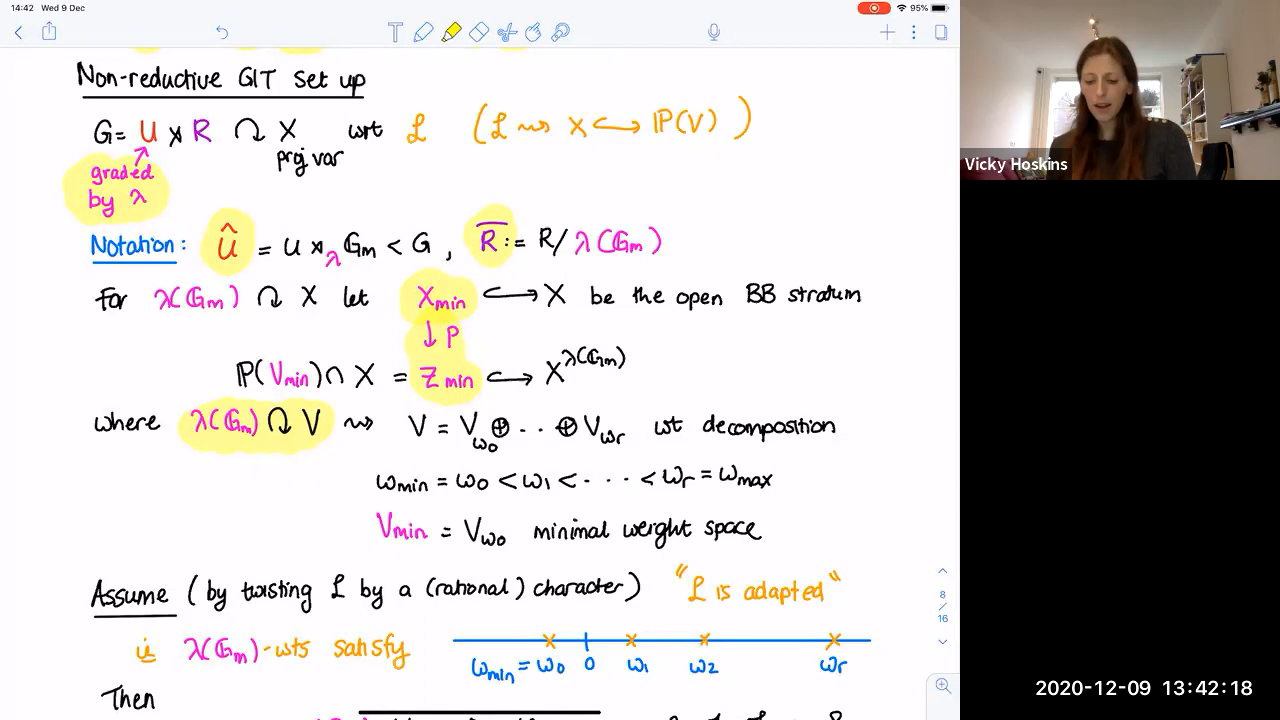 14:42 Wed 9 Dec
95%
Non-reductive GIT set up
G = U ⋊ R ↷ X wrt ℒ (ℒ ⇝ X ↪ ℙ(V))
proj var
graded
by λ
Notation: Û = U ⋊_λ 𝔾m < G , R̄ := R/λ(𝔾m)
For λ(𝔾m) ↷ X let Xmin ↪ X be the open BB stratum
↓ p
ℙ(Vmin) ∩ X = Zmin ↪ X^λ(𝔾m)
where λ(𝔾m) ↷ V ⇝ V = Vω0 ⊕ ·· ⊕ Vωr wt decomposition
ωmin = ω0 < ω1 < ···· < ωr = ωmax
Vmin = Vω0 minimal weight space
Assume (by twisting ℒ by a (rational) character) "ℒ is adapted"
is λ(𝔾m)-wts satisfy
ωmin = ω0 0 ω1 ω2 ωr
Then
8
/
16
Vicky Hoskins
2020-12-09 13:42:18